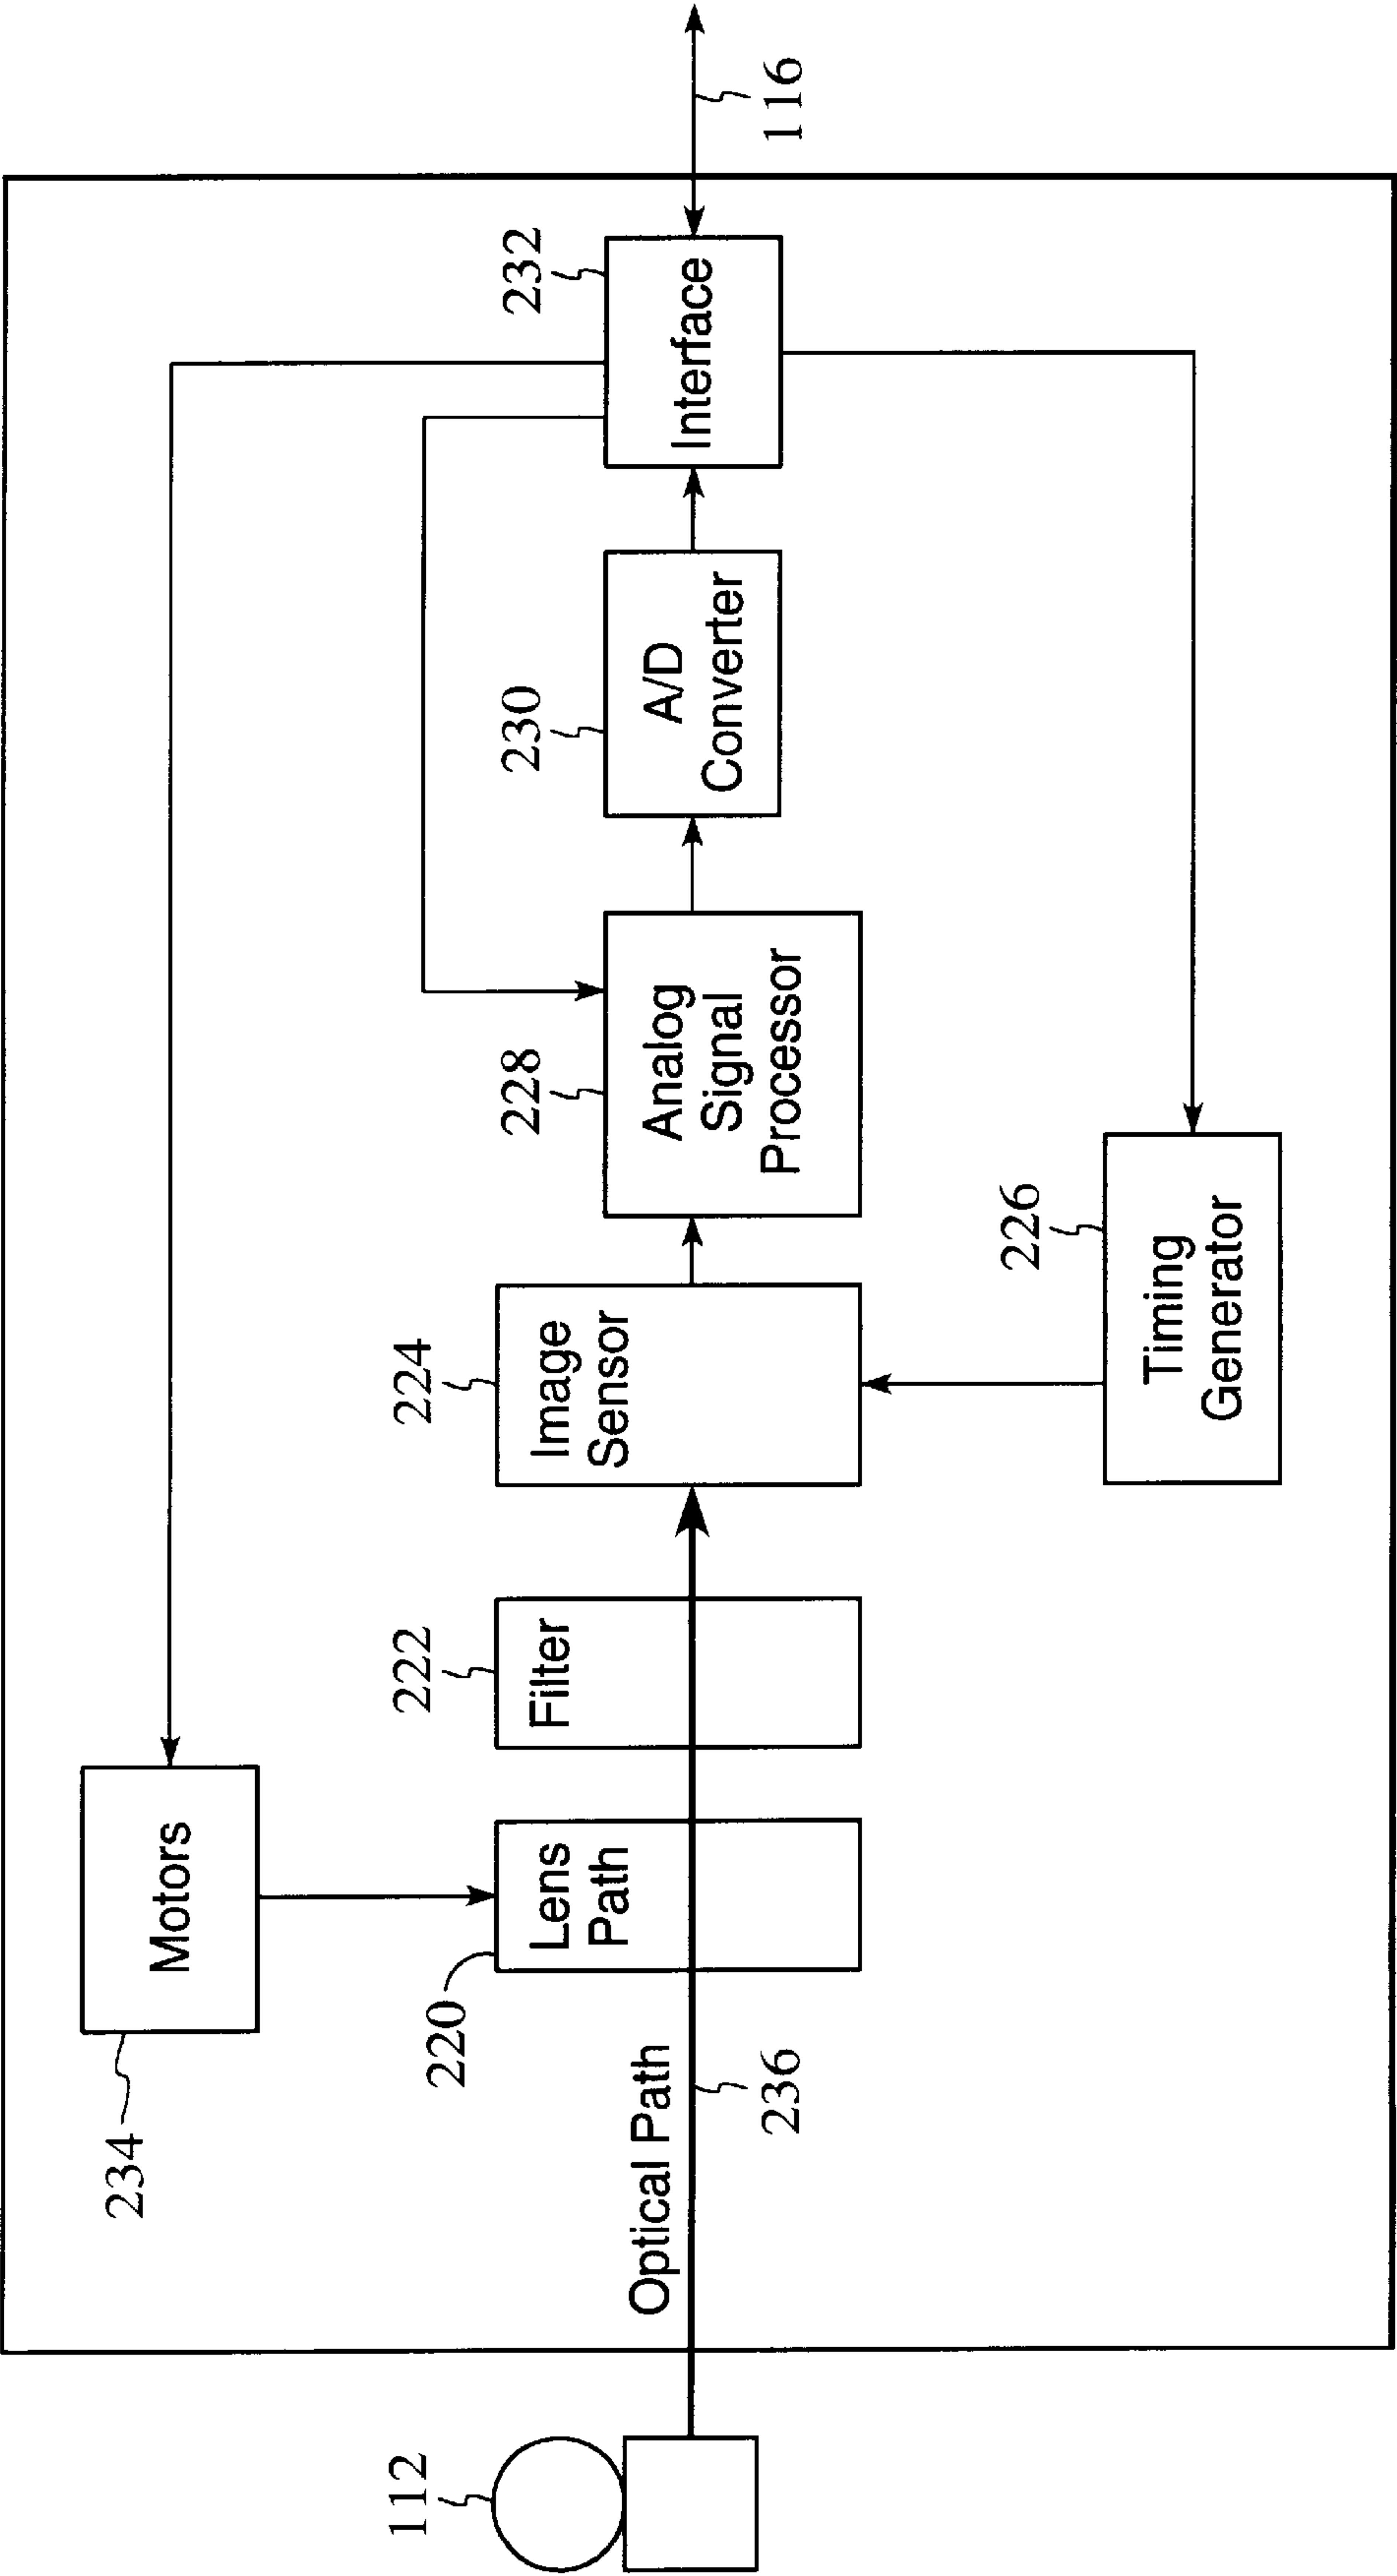 234
Motors
112
Optical Path
236
220
Lens
Path
222
Filter
224
Image
Sensor
226
Timing
Generator
228
Analog
Signal
Processor
230
A/D
Converter
232
Interface
116